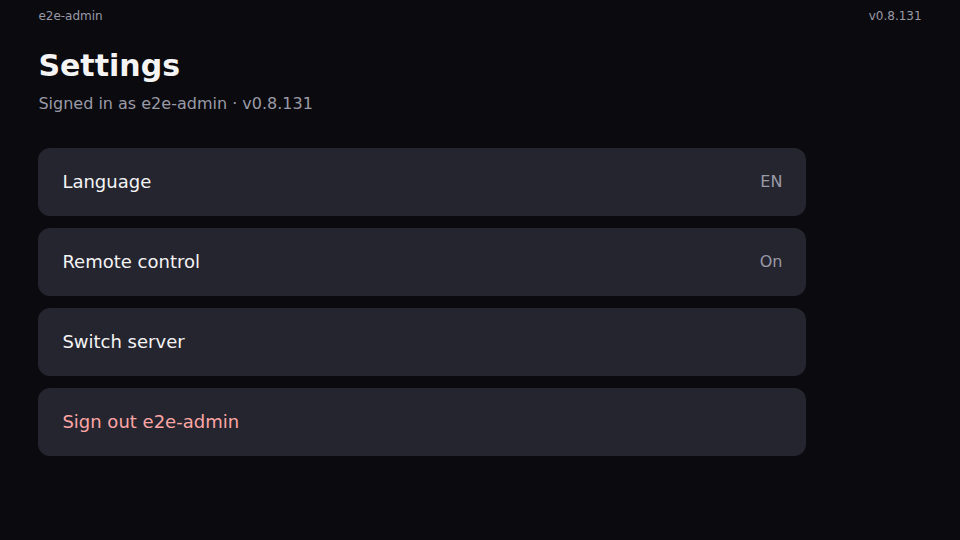 e2e-admin
v0.8.131
Settings
Signed in as e2e-admin · v0.8.131
Language EN
Remote control On
Switch server
Sign out e2e-admin